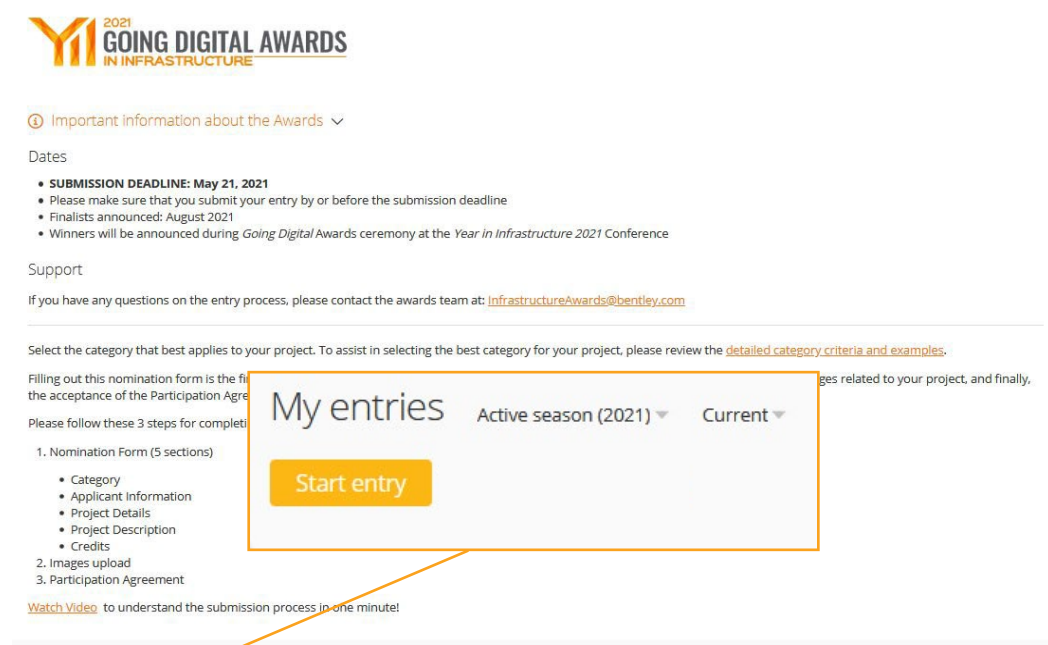 2021
GOING DIGITAL AWARDS
IN INFRASTRUCTURE
Important information about the Awards
Dates
• SUBMISSION DEADLINE: May 21, 2021
• Please make sure that you submit your entry by or before the submission deadline
• Finalists announced: August 2021
• Winners will be announced during Going Digital Awards ceremony at the Year in Infrastructure 2021 Conference
Support
If you have any questions on the entry process, please contact the awards team at: InfrastructureAwards@bentley.com
Select the category that best applies to your project. To assist in selecting the best category for your project, please review the detailed category criteria and examples.
Filling out this nomination form is the related to your project, and finally,
the acceptance of the Participation
Please follow these 3 steps for
1. Nomination Form (5 sections)
• Category
• Applicant Information
• Project Details
• Project Description
• Credits
2. Images upload
3. Participation Agreement
Watch Video to understand the submission process in one minute!
My entries Active season (2021) Current
Start entry